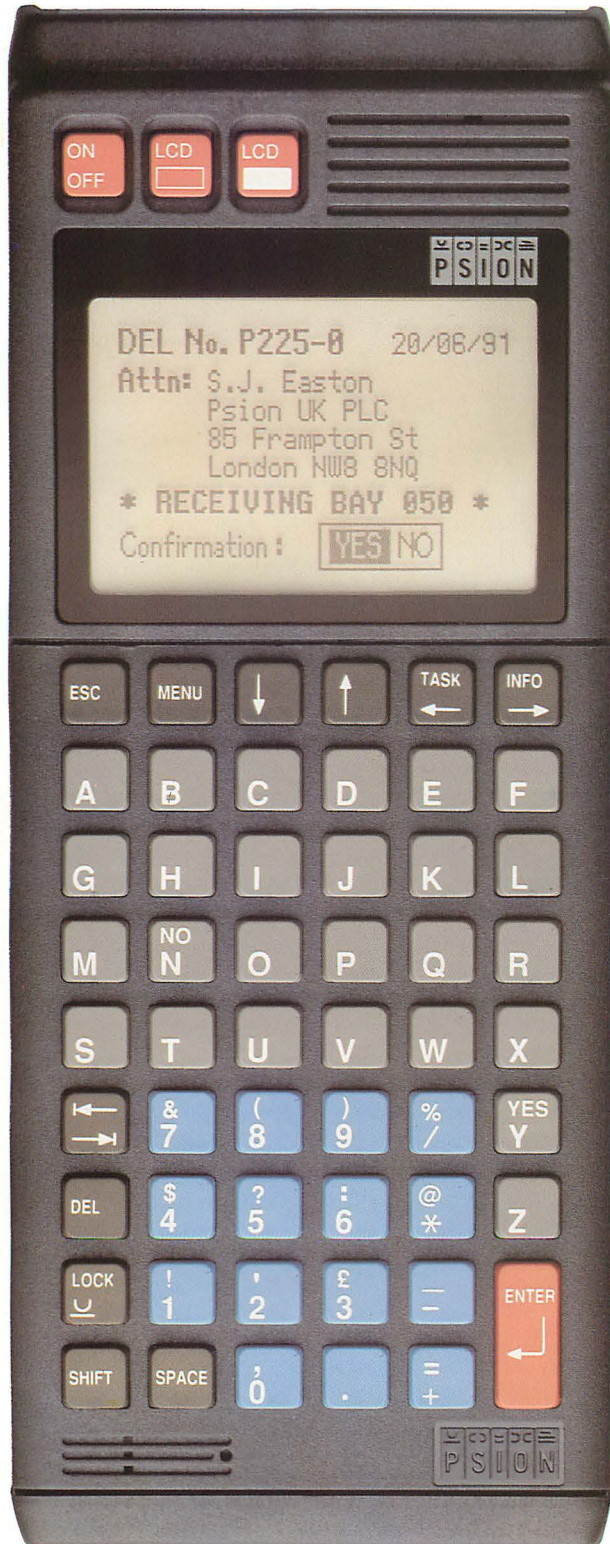 ON LCD LCD
OFF
PSION
DEL No. P225-0 20/06/91
Attn: S.J. Easton
Psion UK PLC
85 Frampton St
London NW8 8NQ
* RECEIVING BAY 050 *
Confirmation : YES NO
ESC MENU ↓ ↑ TASK ← INFO →
A B C D E F
G H I J K L
M NO N O P Q R
S T U V W X
& 7 ( 8 ) 9 % / YES Y
DEL $ 4 ? 5 : 6 @ * Z
LOCK ! 1 ' 2 £ 3 _ - ENTER
SHIFT SPACE , 0 . = +
PSION